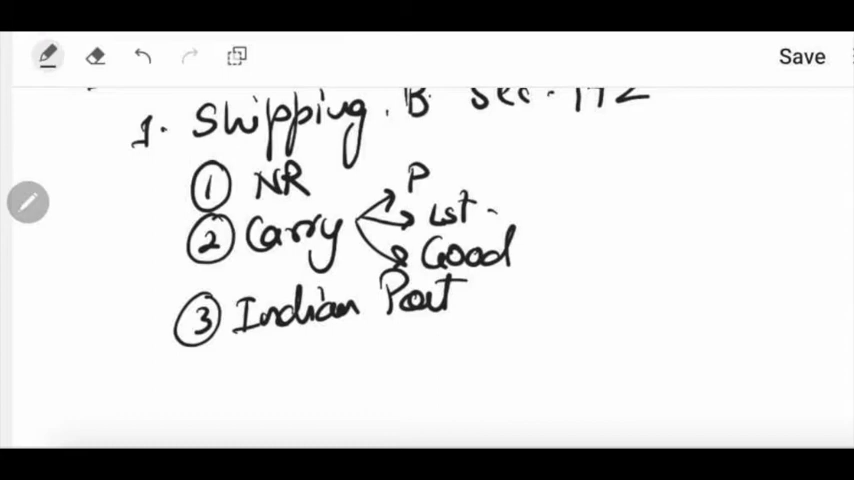 Save
1. Shipping. B Sec. 172
① NR
② Carry
P
Lst.
Good
③ Indian Port